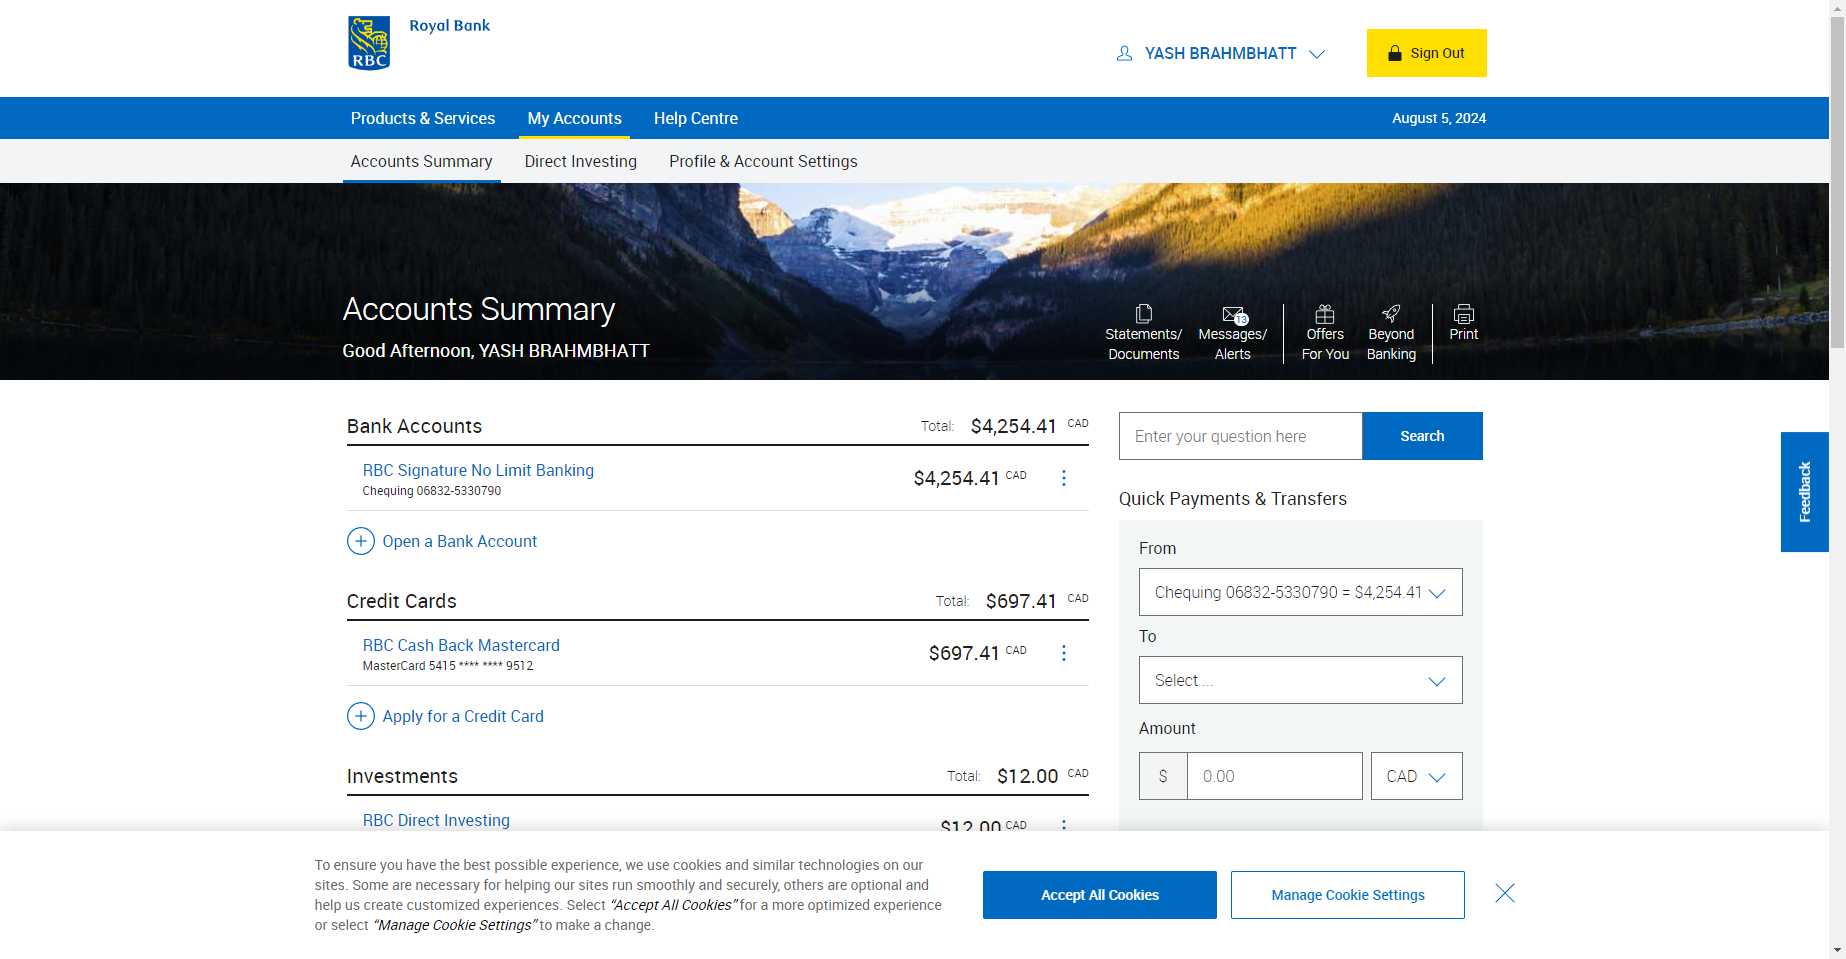 RBC
Royal Bank
YASH BRAHMBHATT
Sign Out
Products & Services
My Accounts
Help Centre
August 5, 2024
Accounts Summary
Direct Investing
Profile & Account Settings
Accounts Summary
Good Afternoon, YASH BRAHMBHATT
Statements/
Documents
13
Messages/
Alerts
Offers
For You
Beyond
Banking
Print
Bank Accounts
Total: $4,254.41 CAD
RBC Signature No Limit Banking
Chequing 06832-5330790
$4,254.41 CAD
Open a Bank Account
Credit Cards
Total: $697.41 CAD
RBC Cash Back Mastercard
MasterCard 5415 **** **** 9512
$697.41 CAD
Apply for a Credit Card
Investments
Total: $12.00 CAD
RBC Direct Investing
$12.00 CAD
Enter your question here
Search
Quick Payments & Transfers
From
Chequing 06832-5330790 = $4,254.41
To
Select ...
Amount
$ 0.00
CAD
Feedback
To ensure you have the best possible experience, we use cookies and similar technologies on our
sites. Some are necessary for helping our sites run smoothly and securely, others are optional and
help us create customized experiences. Select “Accept All Cookies” for a more optimized experience
or select “Manage Cookie Settings” to make a change.
Accept All Cookies
Manage Cookie Settings